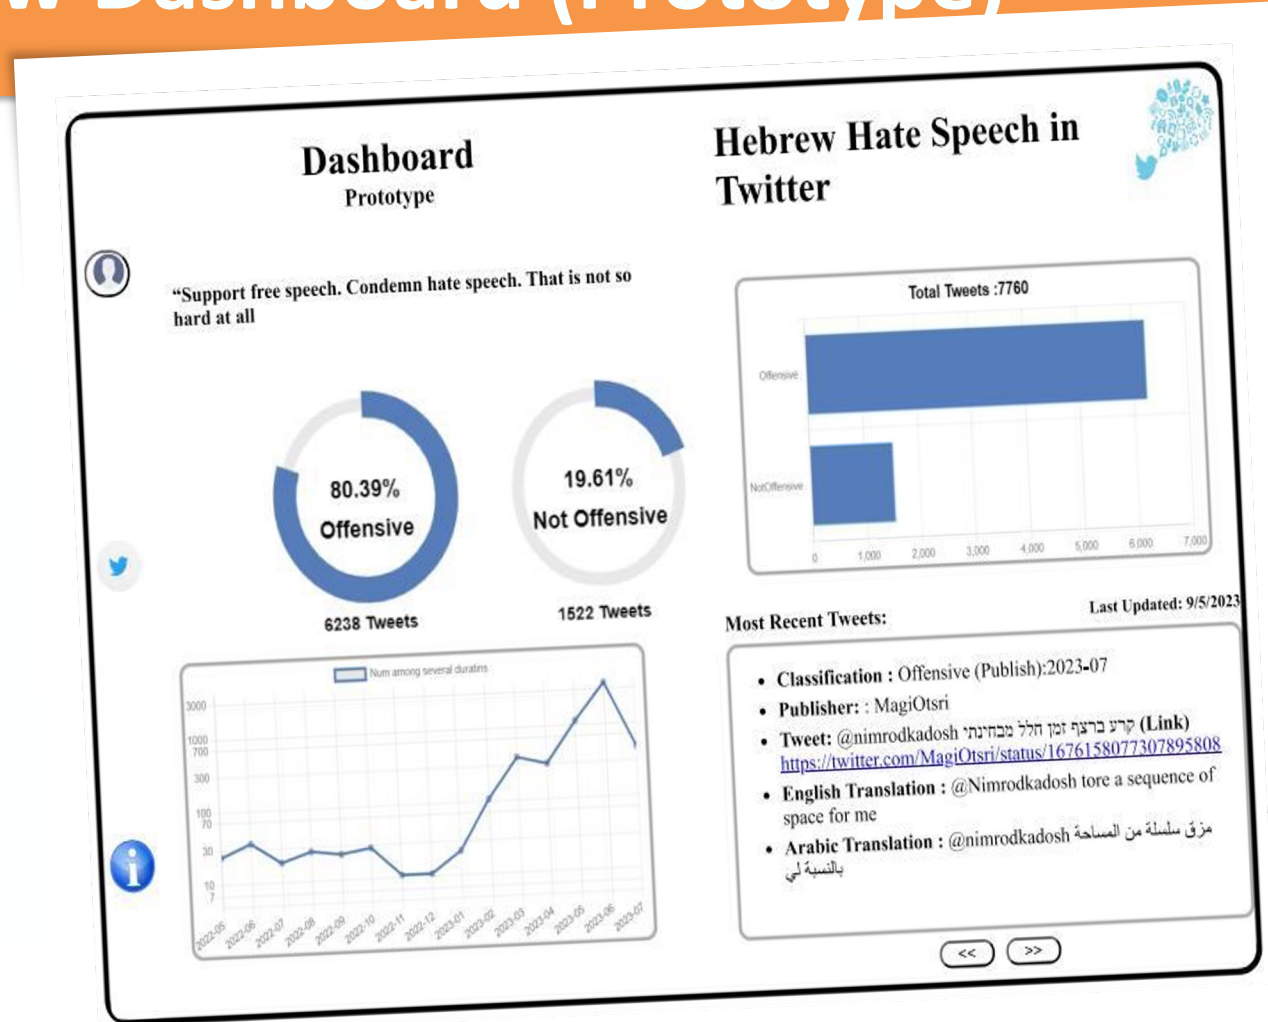 w Dashboard (Prototype)
Dashboard
Prototype
Hebrew Hate Speech in
Twitter
“Support free speech. Condemn hate speech. That is not so
hard at all
80.39%
Offensive
6238 Tweets
19.61%
Not Offensive
1522 Tweets
Total Tweets :7760
Offensive
NotOffensive
0 1,000 2,000 3,000 4,000 5,000 6,000 7,000
Num among several duratins
3000
1000
700
300
100
70
30
10
7
2022-05 2022-06 2022-07 2022-08 2022-09 2022-10 2022-11 2022-12 2023-01 2023-02 2023-03 2023-04 2023-05 2023-06 2023-07
Most Recent Tweets:
Last Updated: 9/5/2023
• Classification : Offensive (Publish):2023-07
• Publisher: : MagiOtsri
• Tweet: @nimrodkadosh קרע ברצף זמן חלל מבחינתי (Link)
https://twitter.com/MagiOtsri/status/1676158077307895808
• English Translation : @Nimrodkadosh tore a sequence of
space for me
• Arabic Translation : @nimrodkadosh مزق سلسلة من المساحة
بالنسبة لي
<< >>